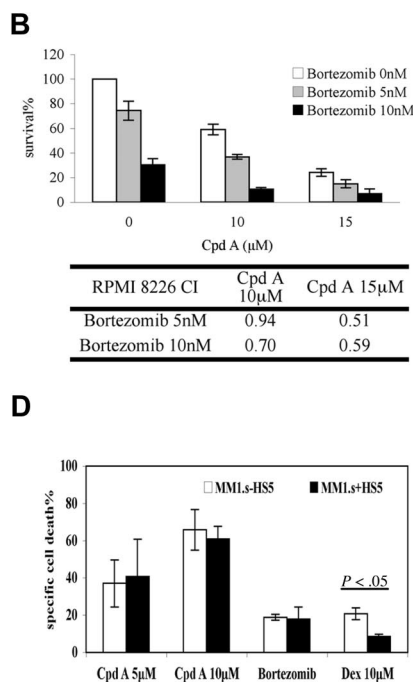 B
120
100
80
60
40
20
0
survival%
Bortezomib 0nM
Bortezomib 5nM
Bortezomib 10nM
0 10 15
Cpd A (μM)
RPMI 8226 CI Cpd A 10μM Cpd A 15μM
Bortezomib 5nM 0.94 0.51
Bortezomib 10nM 0.70 0.59
D
100
80
60
40
20
0
specific cell death%
MM1.s-HS5 MM1.s+HS5
P < .05
Cpd A 5μM Cpd A 10μM Bortezomib Dex 10μM